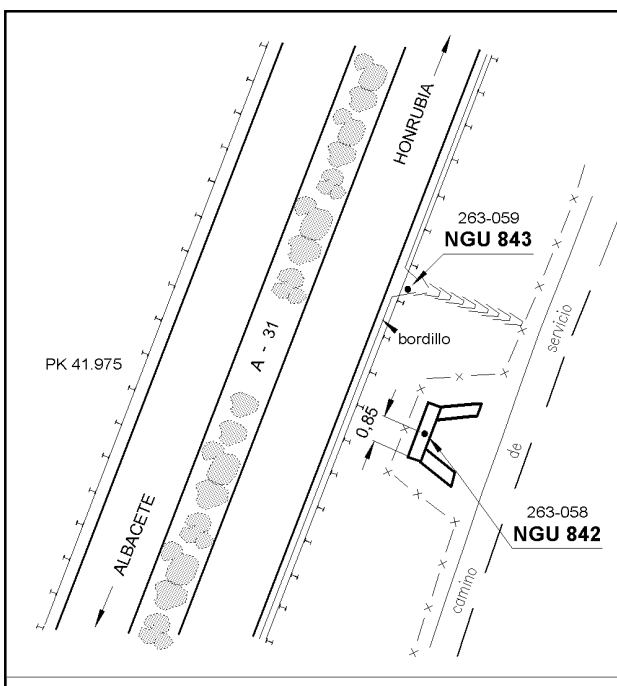 HONRUBIA
263-059
NGU 843
bordillo
servicio
A - 31
PK 41.975
0,85
de
263-058
NGU 842
ALBACETE
camino